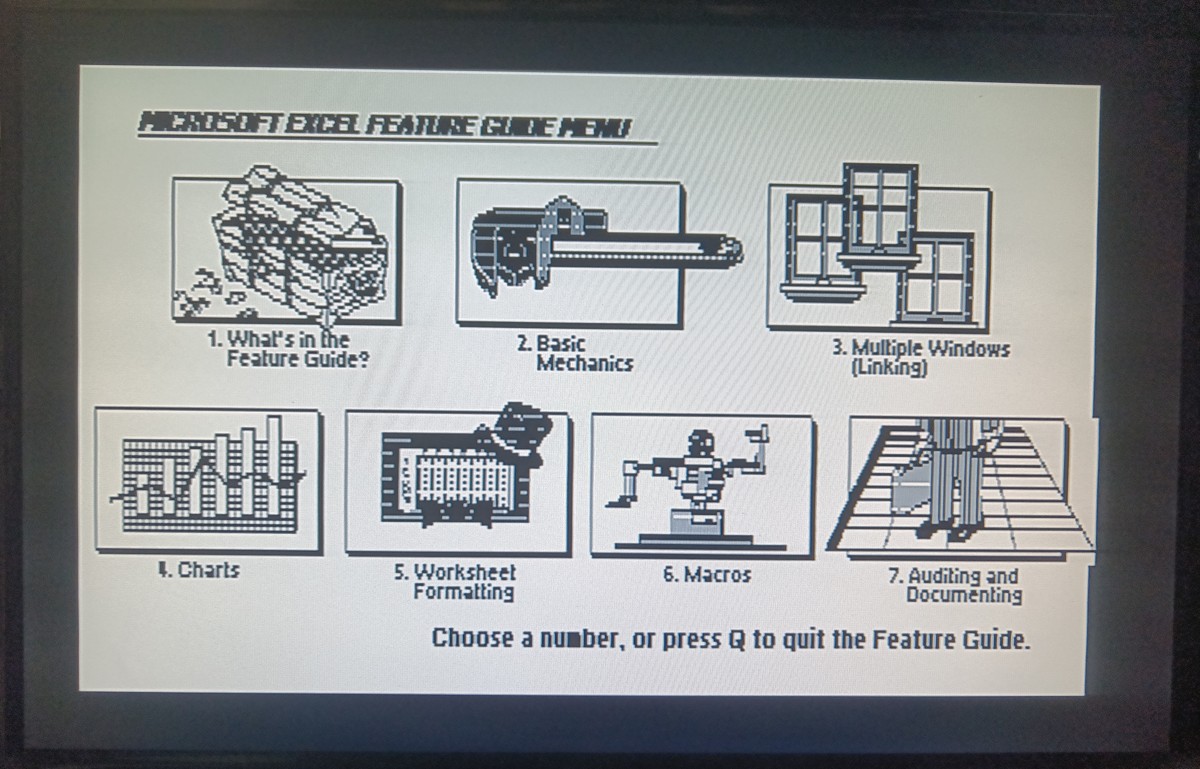 MICROSOFT EXCEL FEATURE GUIDE MENU
1. What's in the
Feature Guide?
2. Basic
Mechanics
3. Multiple Windows
(Linking)
4. Charts
5. Worksheet
Formatting
6. Macros
7. Auditing and
Documenting
Choose a number, or press Q to quit the Feature Guide.